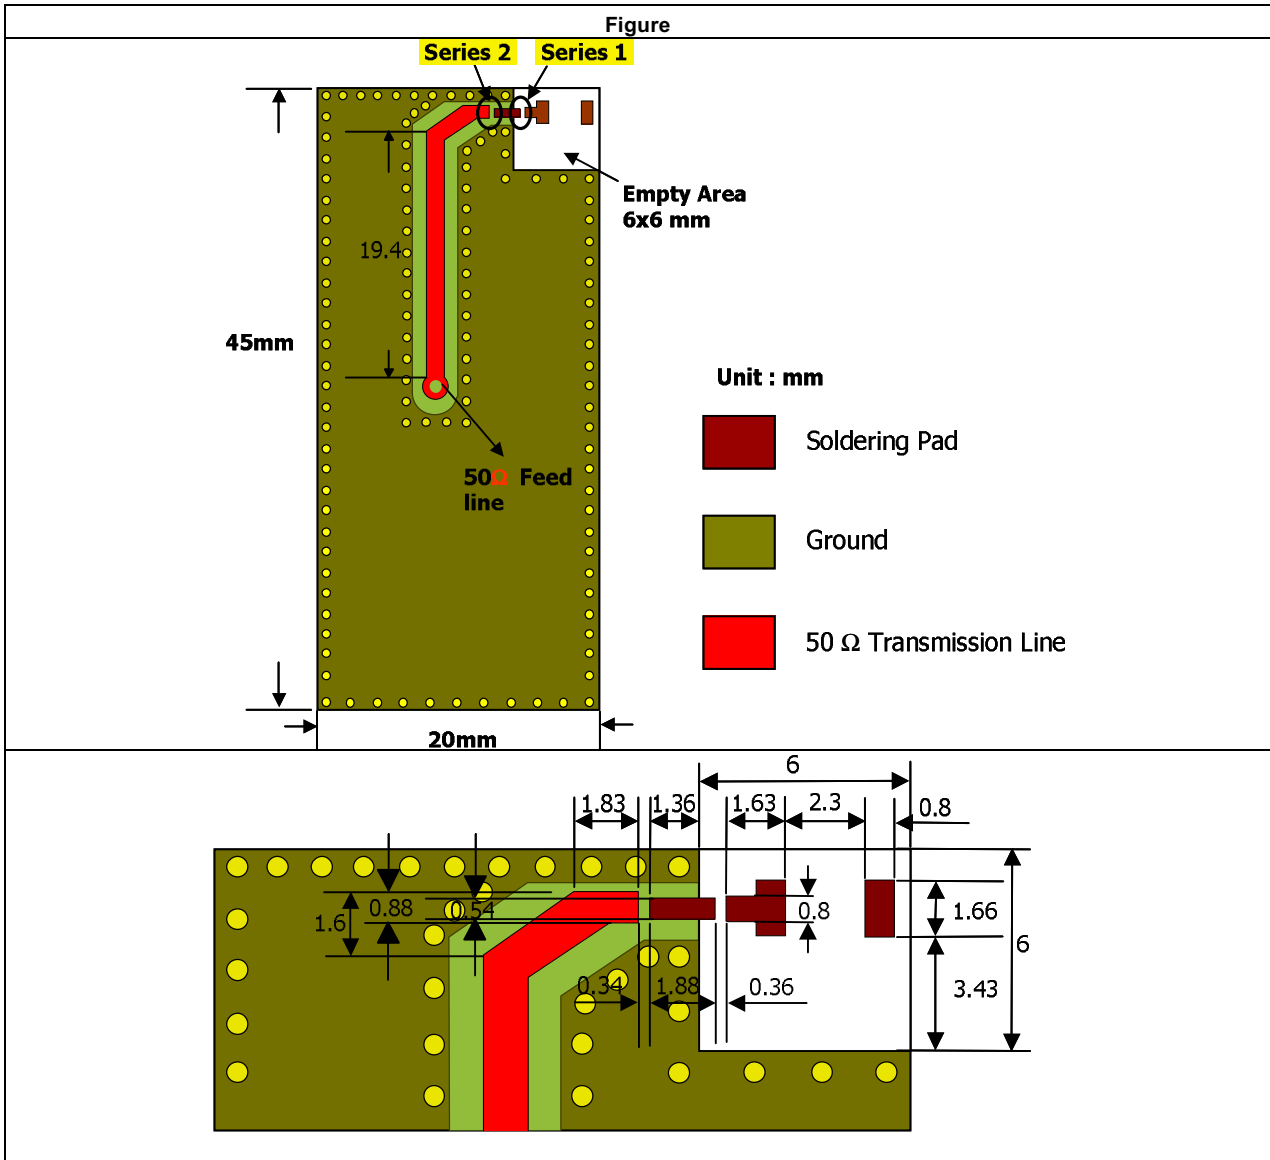 Figure
Series 2
Series 1
Empty Area
6x6 mm
19.4
45mm
Unit : mm
Soldering Pad
50Ω Feed
line
Ground
50 Ω Transmission Line
20mm
6
1.83
1.36
1.63
2.3
0.8
0.88
0.54
1.6
0.8
1.66
6
0.34
1.88
0.36
3.43